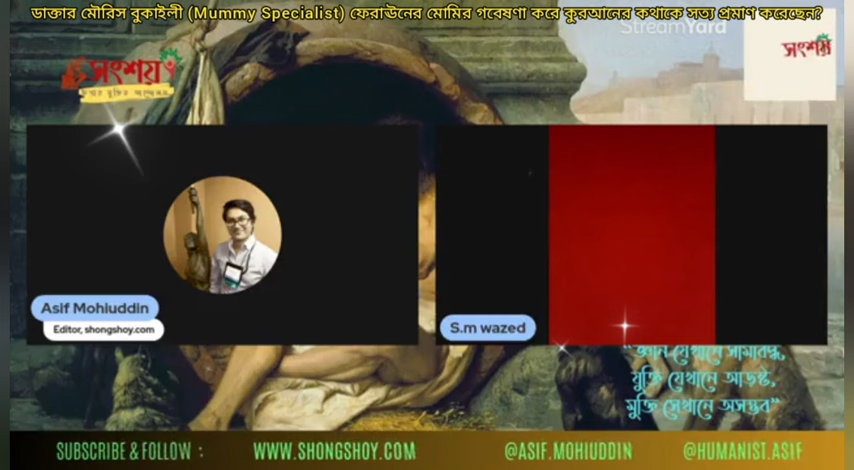 ডাক্তার মৌরিস বুকাইলী (Mummy Specialist) ফেরাঊনের মোমির গবেষণা করে কুরআনের কথাকে সত্য প্রমাণ করেছেন?
StreamYard
সংশয়
সংশয়
Asif Mohiuddin
Editor, shongshoy.com
S.m wazed
"জ্ঞান যেখানে সীমাবদ্ধ,
যুক্তি যেখানে আড়ষ্ট,
মুক্তি সেখানে অসম্ভব"
SUBSCRIBE & FOLLOW :
WWW.SHONGSHOY.COM
@ASIF.MOHIUDDIN
@HUMANIST.ASIF